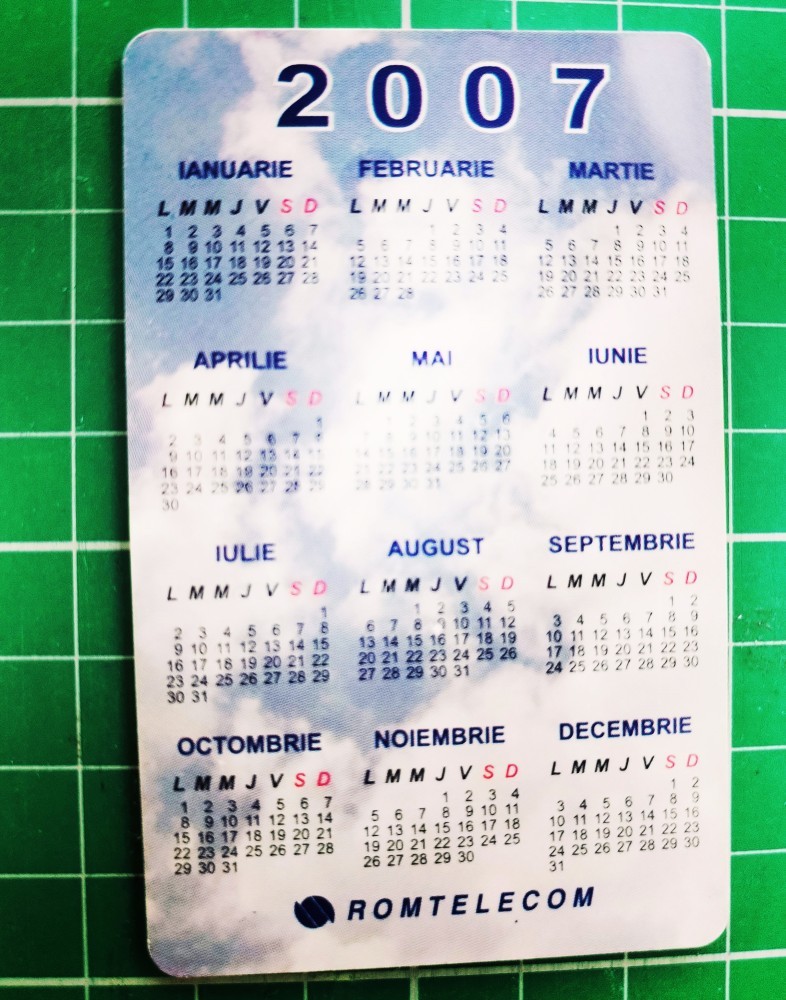 2007
IANUARIE
L M M J V S D
1 2 3 4 5 6 7
8 9 10 11 12 13 14
15 16 17 18 19 20 21
22 23 24 25 26 27 28
29 30 31
FEBRUARIE
L M M J V S D
1 2 3 4
5 6 7 8 9 10 11
12 13 14 15 16 17 18
19 20 21 22 23 24 25
26 27 28
MARTIE
L M M J V S D
1 2 3 4
5 6 7 8 9 10 11
12 13 14 15 16 17 18
19 20 21 22 23 24 25
26 27 28 29 30 31
APRILIE
L M M J V S D
1
2 3 4 5 6 7 8
9 10 11 12 13 14 15
16 17 18 19 20 21 22
23 24 25 26 27 28 29
30
MAI
L M M J V S D
1 2 3 4 5 6
7 8 9 10 11 12 13
14 15 16 17 18 19 20
21 22 23 24 25 26 27
28 29 30 31
IUNIE
L M M J V S D
1 2 3
4 5 6 7 8 9 10
11 12 13 14 15 16 17
18 19 20 21 22 23 24
25 26 27 28 29 30
IULIE
L M M J V S D
1
2 3 4 5 6 7 8
9 10 11 12 13 14 15
16 17 18 19 20 21 22
23 24 25 26 27 28 29
30 31
AUGUST
L M M J V S D
1 2 3 4 5
6 7 8 9 10 11 12
13 14 15 16 17 18 19
20 21 22 23 24 25 26
27 28 29 30 31
SEPTEMBRIE
L M M J V S D
1 2
3 4 5 6 7 8 9
10 11 12 13 14 15 16
17 18 19 20 21 22 23
24 25 26 27 28 29 30
OCTOMBRIE
L M M J V S D
1 2 3 4 5 6 7
8 9 10 11 12 13 14
15 16 17 18 19 20 21
22 23 24 25 26 27 28
29 30 31
NOIEMBRIE
L M M J V S D
1 2 3 4
5 6 7 8 9 10 11
12 13 14 15 16 17 18
19 20 21 22 23 24 25
26 27 28 29 30
DECEMBRIE
L M M J V S D
1 2
3 4 5 6 7 8 9
10 11 12 13 14 15 16
17 18 19 20 21 22 23
24 25 26 27 28 29 30
31
ROMTELECOM